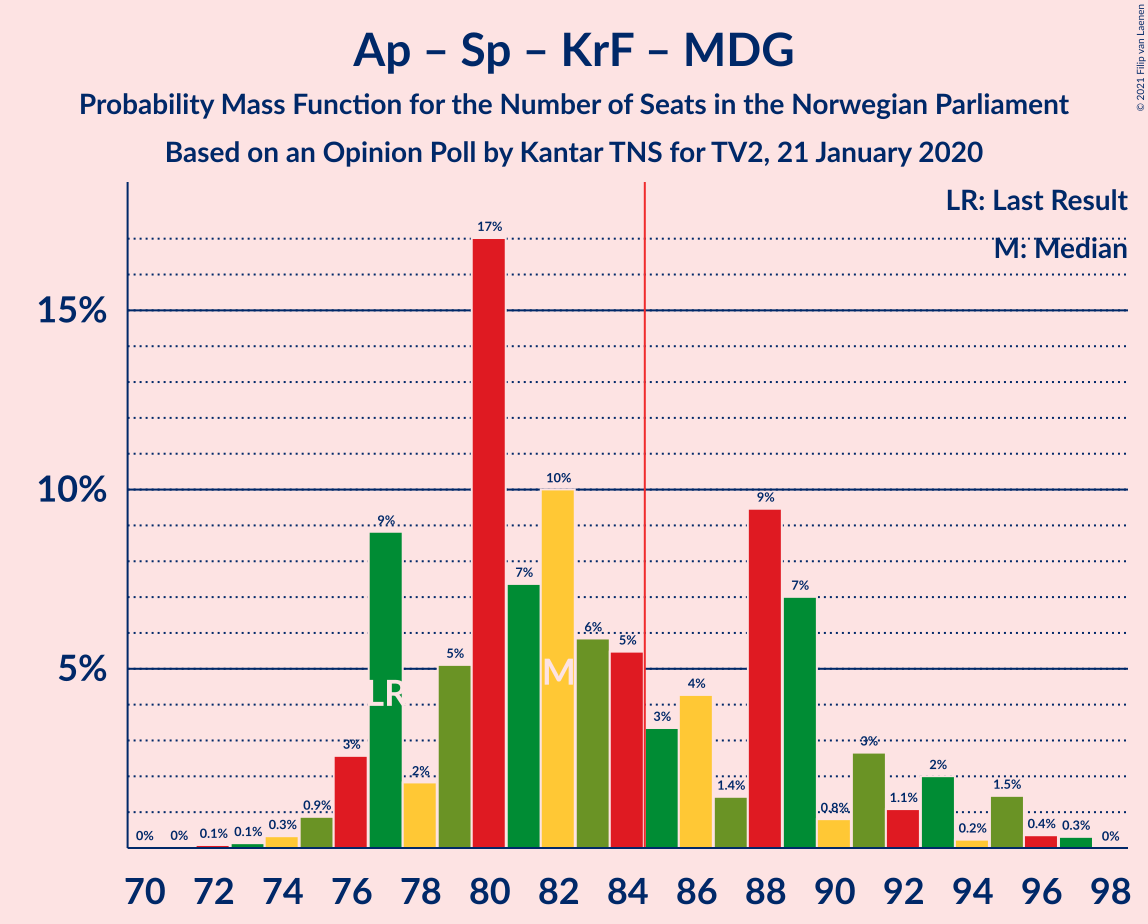 Ap – Sp – KrF – MDG
Probability Mass Function for the Number of Seats in the Norwegian Parliament
Based on an Opinion Poll by Kantar TNS for TV2, 21 January 2020
© 2021 Filip van Laenen
LR: Last Result
M: Median
15%
10%
5%
0% 0% 0.1% 0.1% 0.3% 0.9% 3% 9% 2% 5% 17% 7% 10% 6% 5% 3% 4% 1.4% 9% 7% 0.8% 3% 1.1% 2% 0.2% 1.5% 0.4% 0.3% 0%
LR
M
70 72 74 76 78 80 82 84 86 88 90 92 94 96 98